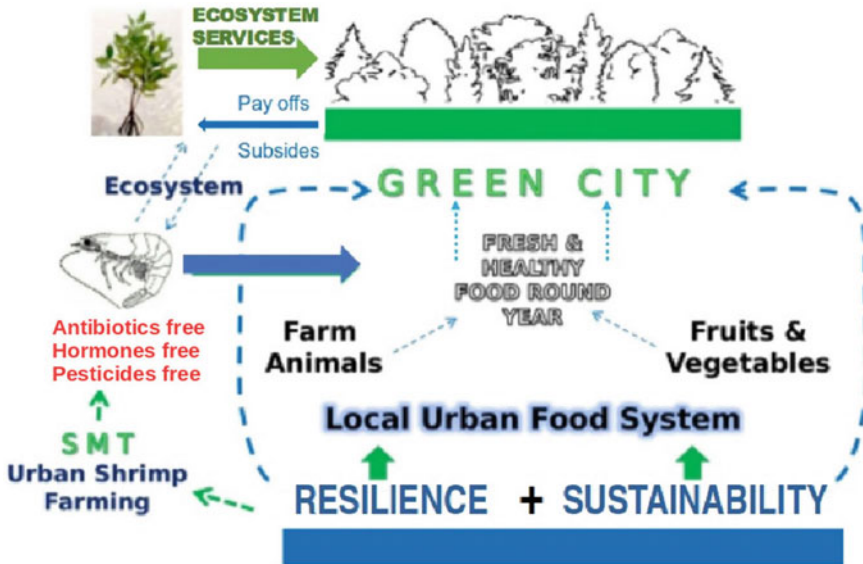 ECOSYSTEM
SERVICES
Pay offs
Subsides
Ecosystem
GREEN CITY
FRESH &
HEALTHY
FOOD ROUND
YEAR
Antibiotics free
Hormones free
Pesticides free
Farm
Animals
Fruits &
Vegetables
Local Urban Food System
SMT
Urban Shrimp
Farming
RESILIENCE + SUSTAINABILITY